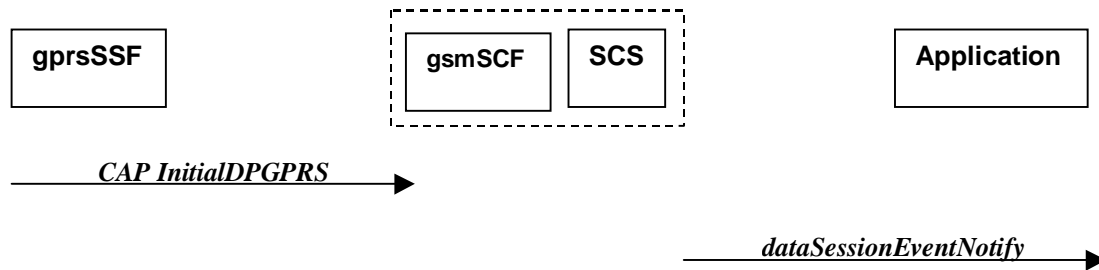 gprsSSF
gsmSCF
SCS
Application
CAP InitialDPGPRS
dataSessionEventNotify